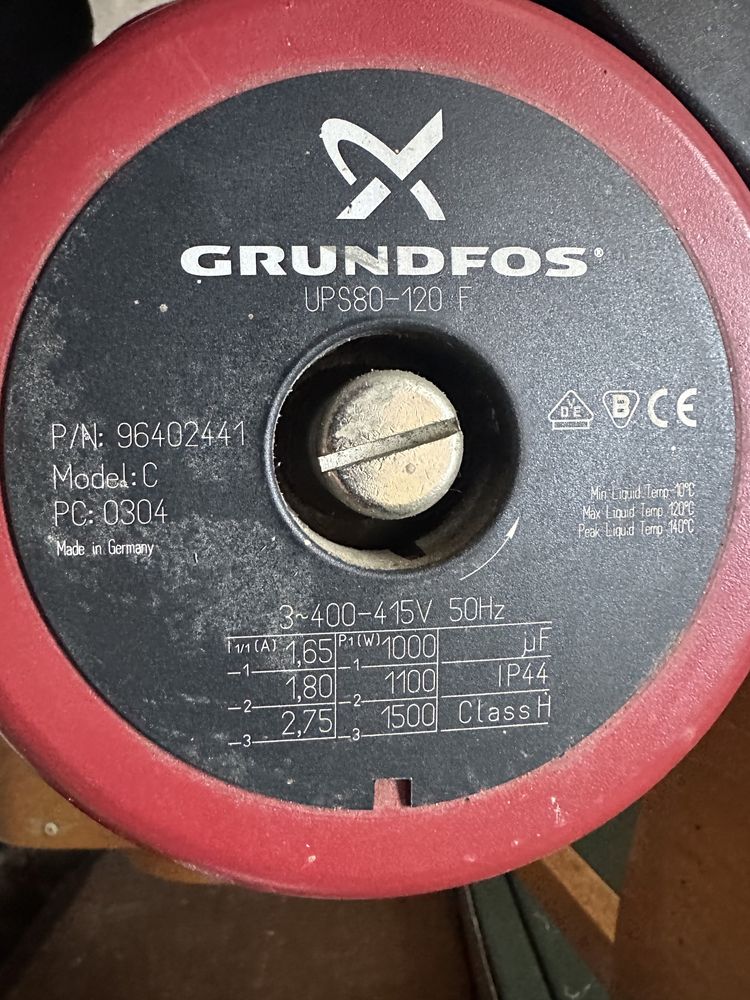 GRUNDFOS®
UPS80-120 F
P/N: 96402441
Model: C
PC: 0304
Made in Germany
VDE
B
CE
Min Liquid Temp -10°C
Max Liquid Temp 120°C
Peak Liquid Temp 140°C
3~400-415V 50Hz
I 1/1 (A) 1,65 P1 (W) 1000 µF
1 1,80 1 1100 IP44
2 2,75 2 1500 Class H
3 3